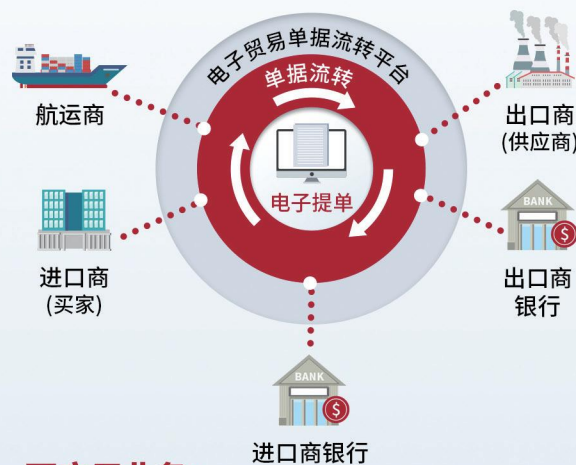 电子贸易单据流转平台
单据流转
电子提单
航运商
出口商
(供应商)
进口商
(买家)
BANK
$
出口商
银行
BANK
$
进口商银行